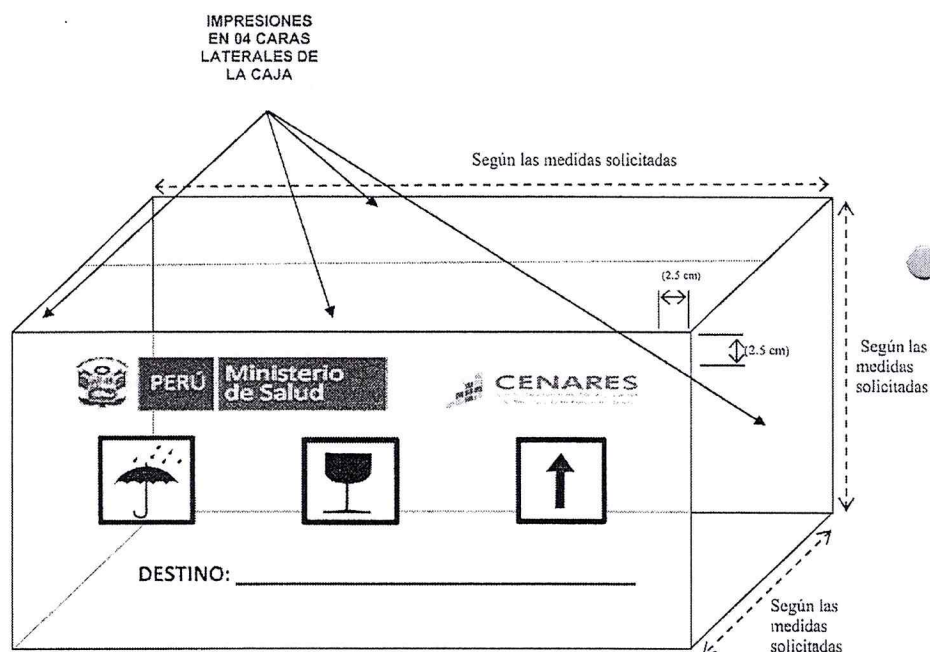 IMPRESIONES
EN 04 CARAS
LATERALES DE
LA CAJA
Según las medidas solicitadas
(2.5 cm)
(2.5 cm)
Según las
medidas
solicitadas
PERÚ
Ministerio
de Salud
CENARES
DESTINO:
Según las
medidas
solicitadas